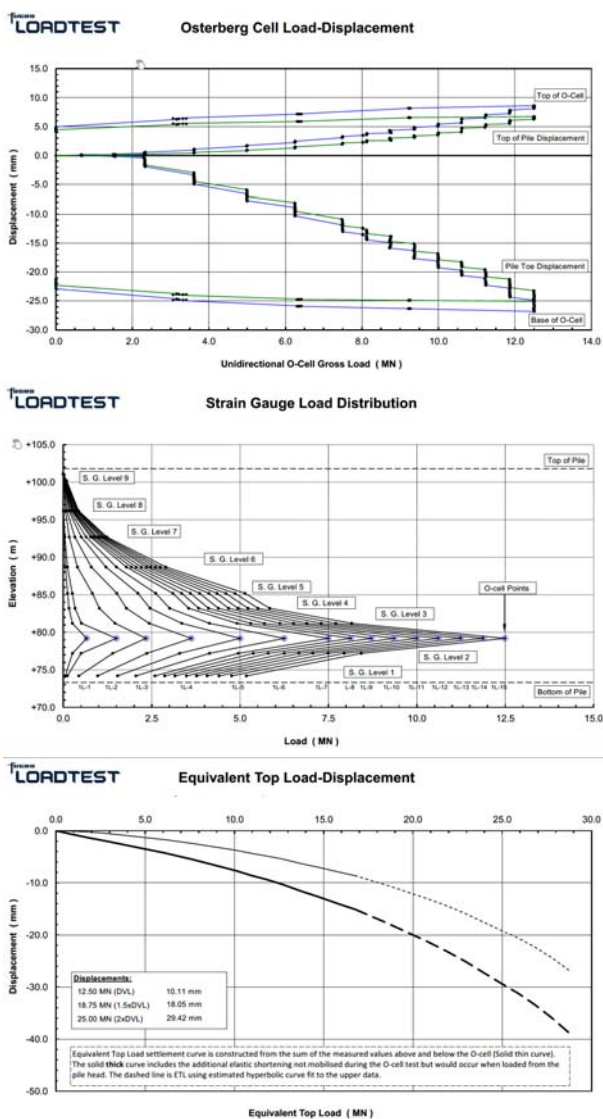 fugro
LOADTEST
Osterberg Cell Load-Displacement
15.0
10.0
5.0
0.0
-5.0
-10.0
-15.0
-20.0
-25.0
-30.0
Displacement ( mm )
Top of O-Cell
Top of Pile Displacement
Pile Toe Displacement
Base of O-Cell
0.0 2.0 4.0 6.0 8.0 10.0 12.0 14.0
Unidirectional O-Cell Gross Load ( MN )
fugro
LOADTEST
Strain Gauge Load Distribution
+105.0
+100.0
+95.0
+90.0
+85.0
+80.0
+75.0
+70.0
Elevation ( m )
Top of Pile
S. G. Level 9
S. G. Level 8
S. G. Level 7
S. G. Level 6
S. G. Level 5
S. G. Level 4
S. G. Level 3
O-cell Points
S. G. Level 2
S. G. Level 1
1L-1 1L-2 1L-3 1L-4 1L-5 1L-6 1L-7 1L-8 1L-9 1L-10 1L-11 1L-12 1L-13 1L-14 1L-15
Bottom of Pile
0.0 2.5 5.0 7.5 10.0 12.5 15.0
Load ( MN )
fugro
LOADTEST
Equivalent Top Load-Displacement
0.0 5.0 10.0 15.0 20.0 25.0 30.0
0.0
-10.0
-20.0
-30.0
-40.0
-50.0
Displacement ( mm )
Displacements:
12.50 MN (DVL) 10.11 mm
18.75 MN (1.5xDVL) 18.05 mm
25.00 MN (2xDVL) 29.42 mm
Equivalent Top Load settlement curve is constructed from the sum of the measured values above and below the O-cell (Solid thin curve).
The solid thick curve includes the additional elastic shortening not mobilised during the O-cell test but would occur when loaded from the
pile head. The dashed line is ETL using estimated hyperbolic curve fit to the upper data.
Equivalent Top Load ( MN )